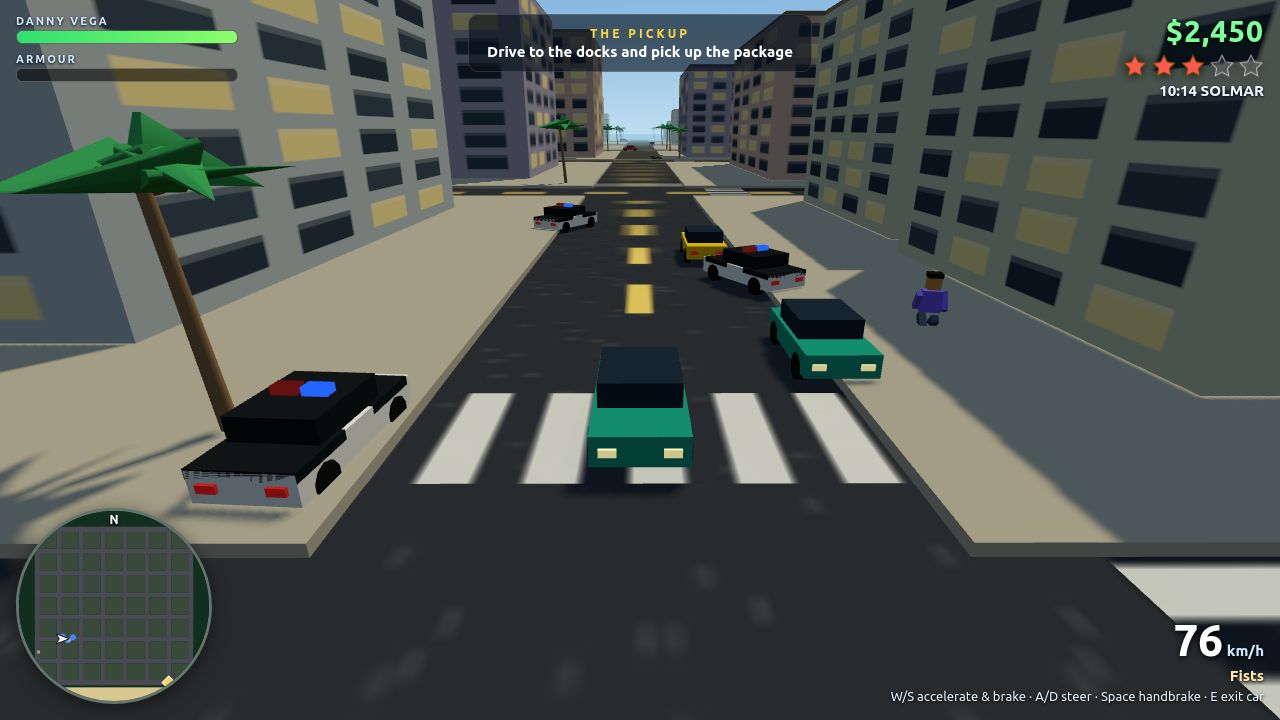 DANNY VEGA
ARMOUR
THE PICKUP
Drive to the docks and pick up the package
$2,450
10:14 SOLMAR
N
76 km/h
Fists
W/S accelerate & brake · A/D steer · Space handbrake · E exit car